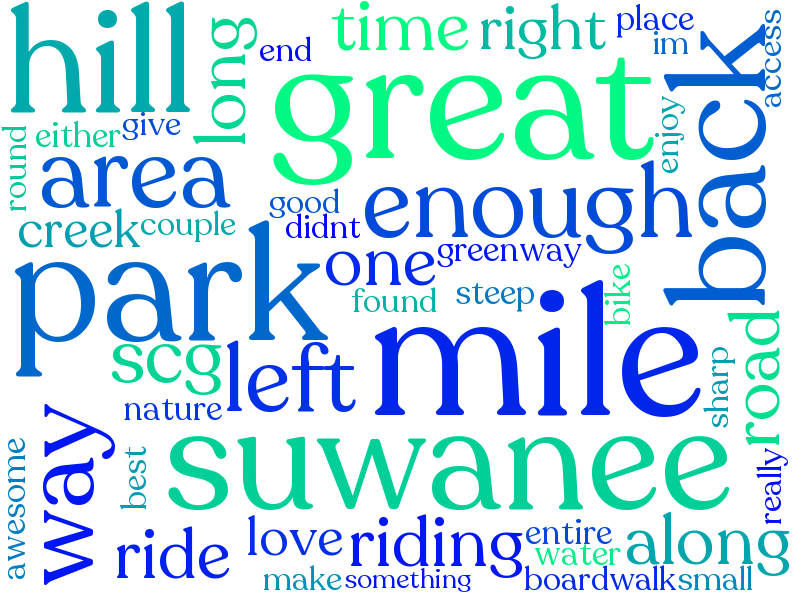 hill
long
end
time
right
place
im
access
great
back
round
either
give
enjoy
area
good
enough
creek
couple
didnt
one
greenway
park
found
steep
bike
mile
scg
left
sharp
road
nature
way
suwanee
awesome
best
really
ride
love
riding
entire
water
along
make
something
boardwalk
small